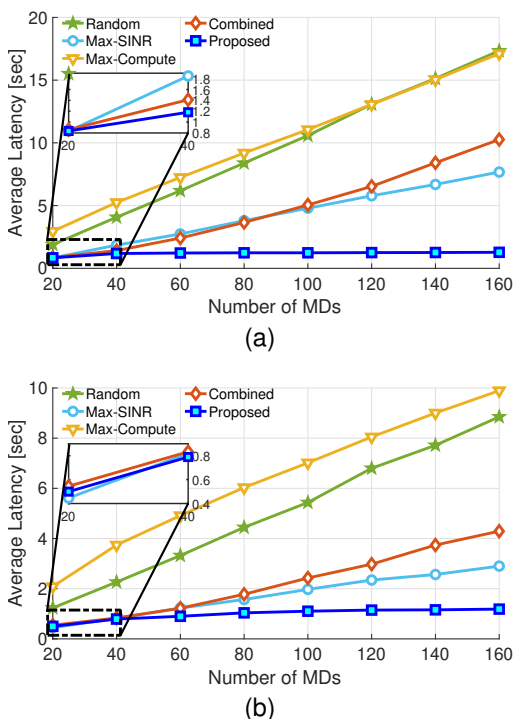 20
Random
Combined
Max-SINR
Proposed
Max-Compute
15
10
5
0
1.8
1.6
1.4
1.2
1
0.8
20
40
Average Latency [sec]
20 40 60 80 100 120 140 160
Number of MDs
(a)
10
Random
Combined
Max-SINR
Proposed
Max-Compute
8
6
4
2
0
0.8
0.6
0.4
20
40
Average Latency [sec]
20 40 60 80 100 120 140 160
Number of MDs
(b)